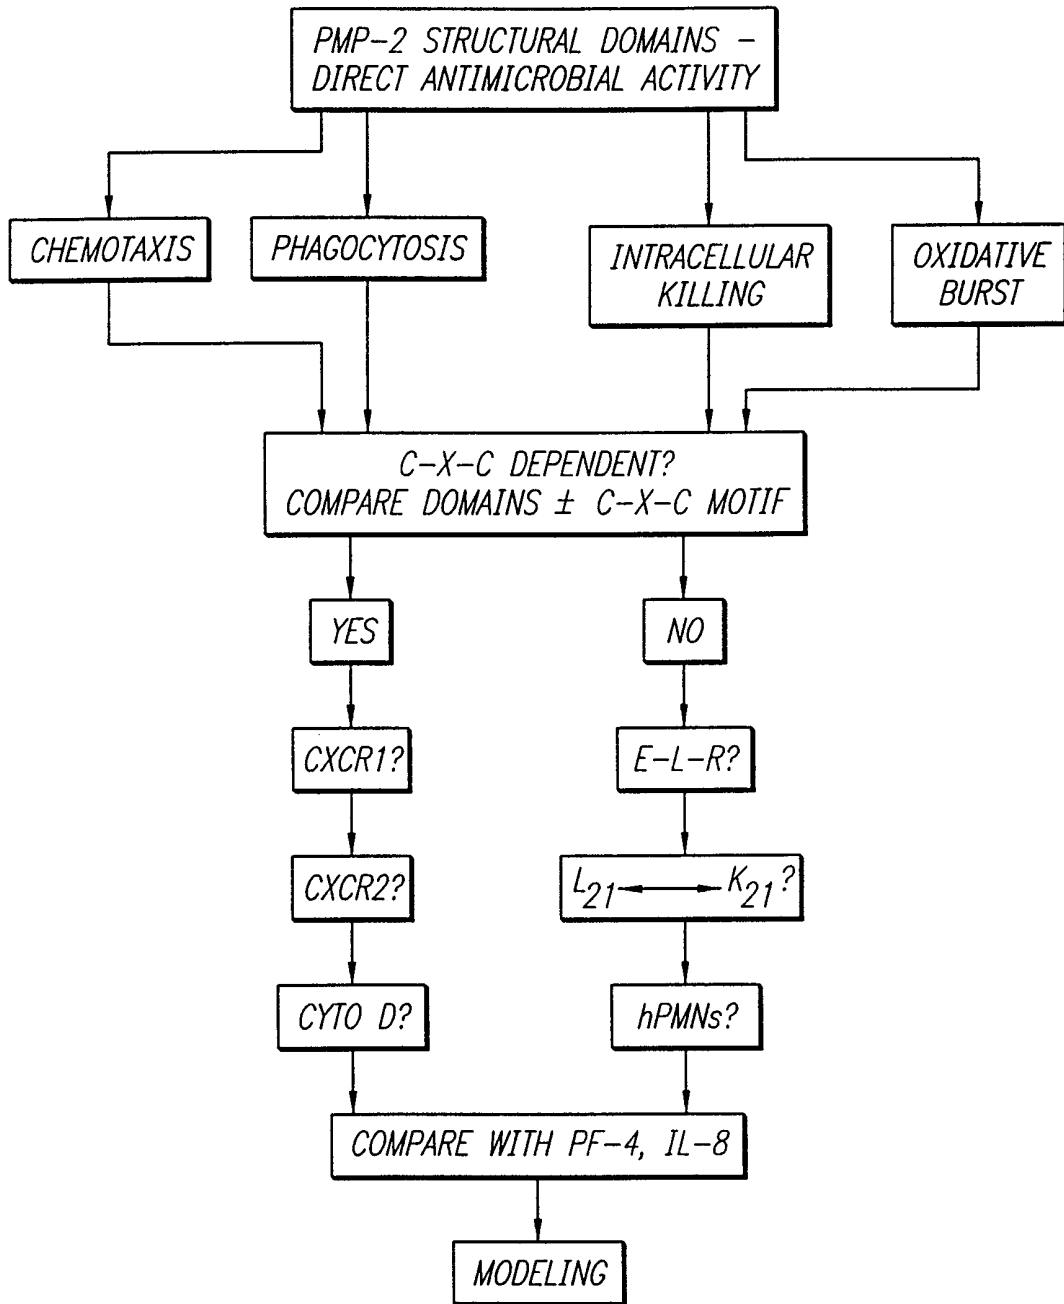 PMP-2 STRUCTURAL DOMAINS –
DIRECT ANTIMICROBIAL ACTIVITY
CHEMOTAXIS
PHAGOCYTOSIS
INTRACELLULAR
KILLING
OXIDATIVE
BURST
C-X-C DEPENDENT?
COMPARE DOMAINS ± C-X-C MOTIF
YES
NO
CXCR1?
E-L-R?
CXCR2?
L21 ↔ K21?
CYTO D?
hPMNs?
COMPARE WITH PF-4, IL-8
MODELING